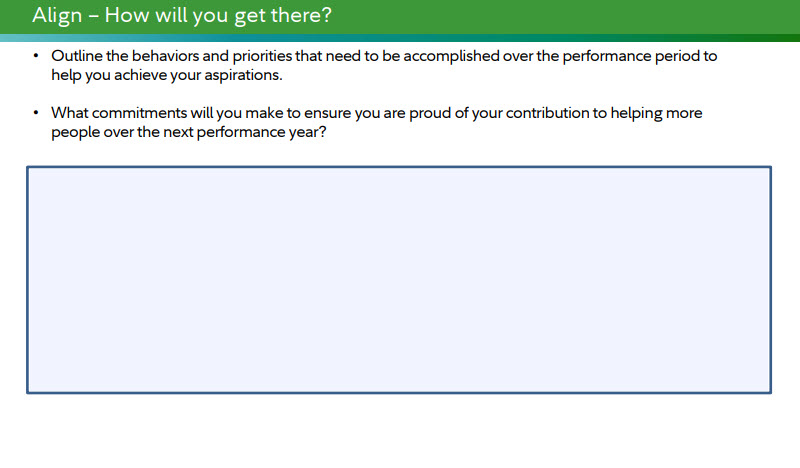 Align – How will you get there?
• Outline the behaviors and priorities that need to be accomplished over the performance period to
help you achieve your aspirations.
• What commitments will you make to ensure you are proud of your contribution to helping more
people over the next performance year?